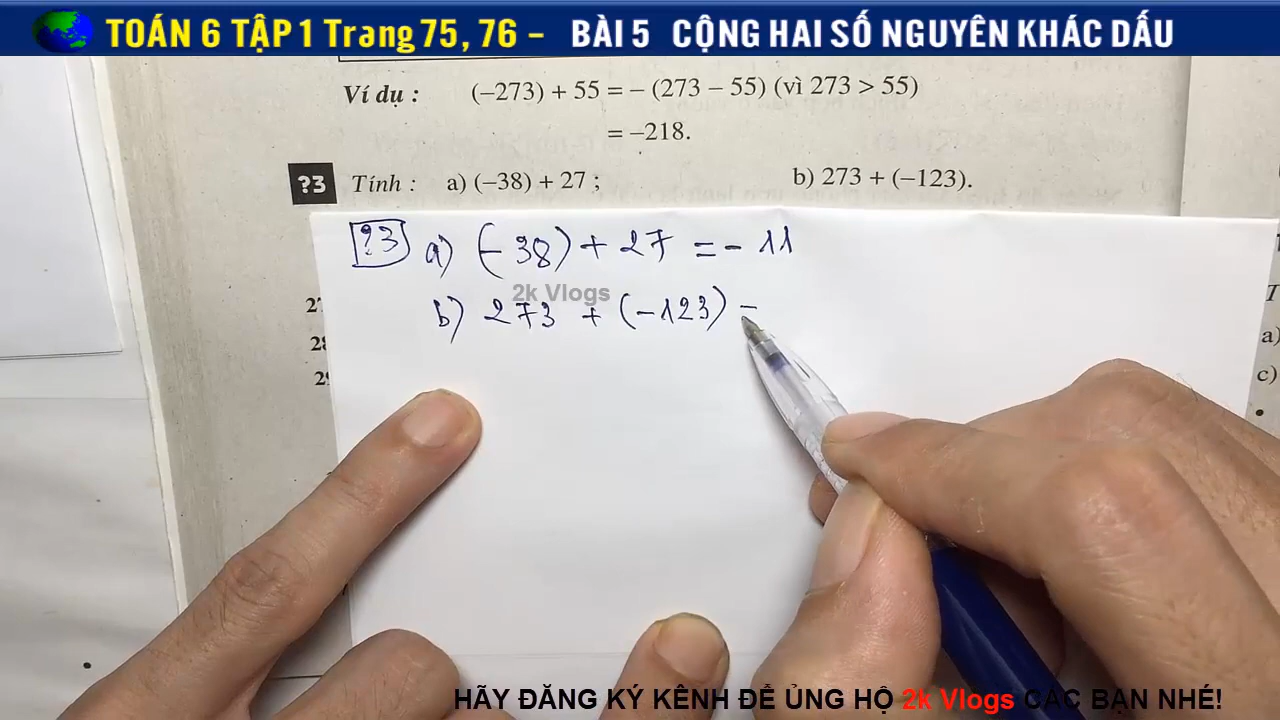 TOÁN 6 TẬP 1 Trang 75, 76 – BÀI 5 CỘNG HAI SỐ NGUYÊN KHÁC DẤU
Ví dụ : (–273) + 55 = – (273 – 55) (vì 273 > 55)
= –218.
?3 Tính : a) (–38) + 27 ; b) 273 + (–123).
?3 a) (-38) + 27 = - 11
2k Vlogs
b) 273 + (-123) -
28
29
a)
c)
HÃY ĐĂNG KÝ KÊNH ĐỂ ỦNG HỘ 2k Vlogs CÁC BẠN NHÉ!